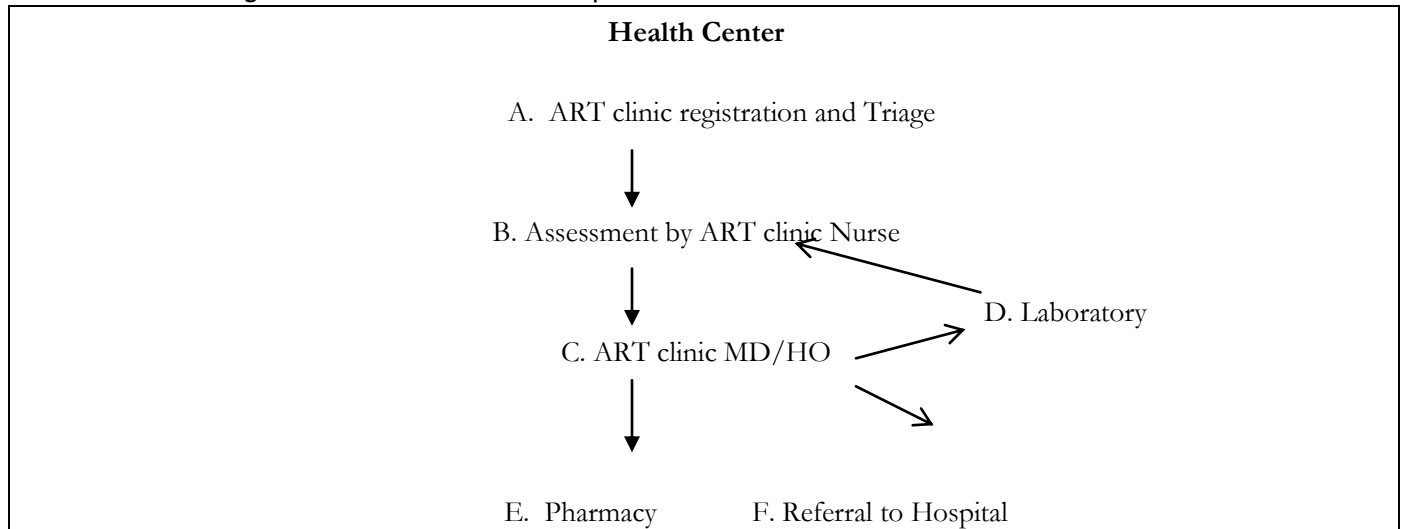 Health Center
A. ART clinic registration and Triage
B. Assessment by ART clinic Nurse
D. Laboratory
C. ART clinic MD/HO
E. Pharmacy
F. Referral to Hospital